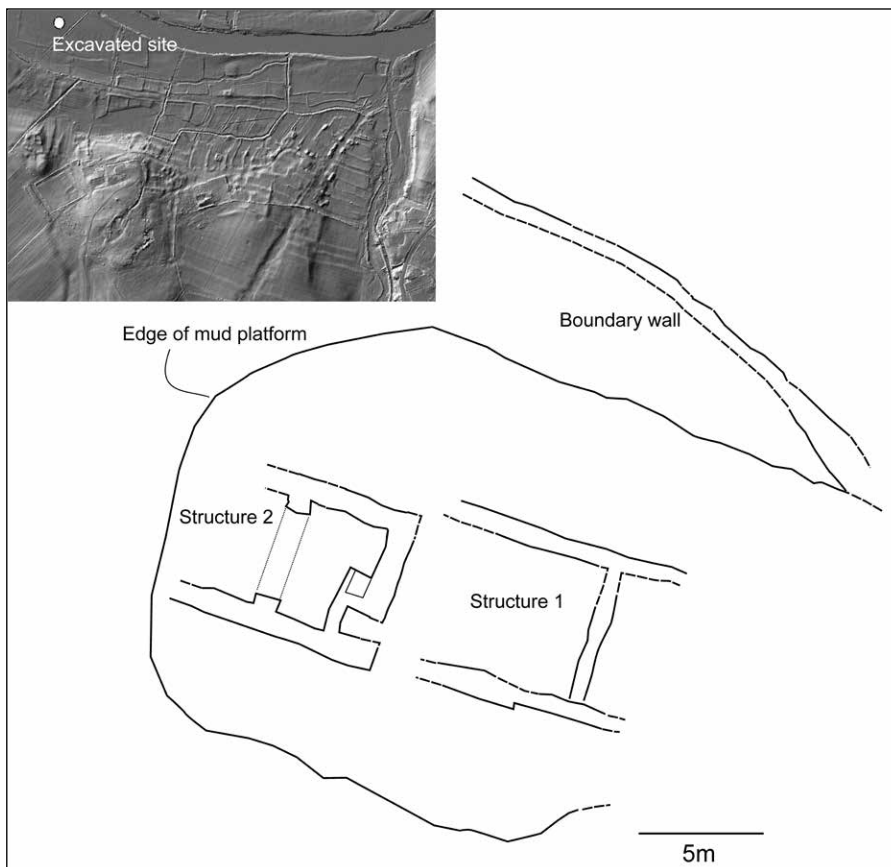 Excavated site
Boundary wall
Edge of mud platform
Structure 2
Structure 1
5m